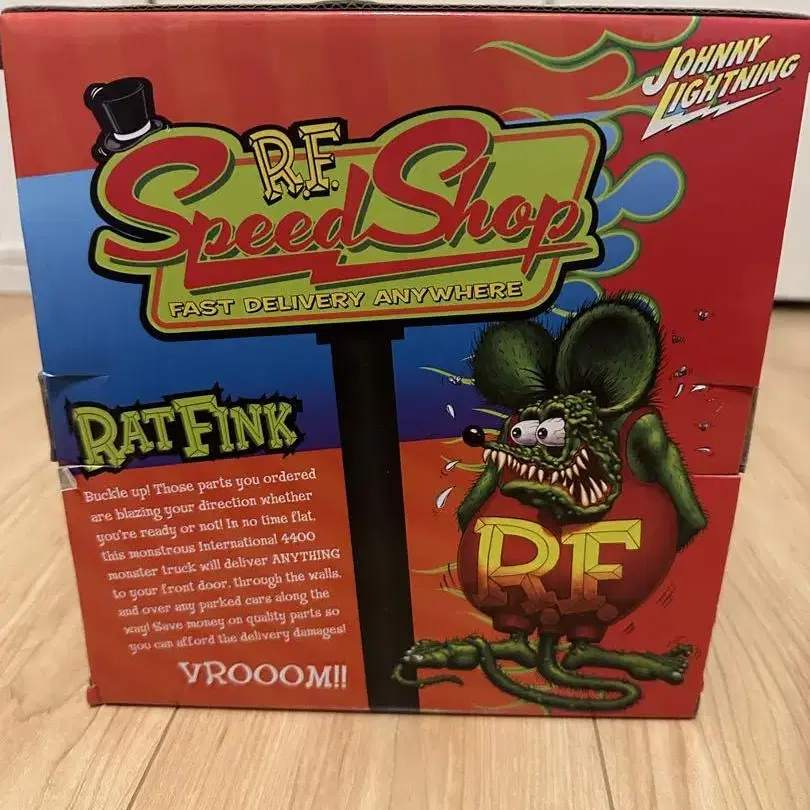 JOHNNY
LIGHTNING
R.F.
Speed Shop
FAST DELIVERY ANYWHERE
RAT FINK
Buckle up! Those parts you ordered
are blazing your direction whether
you're ready or not! In no time flat,
this monstrous International 4400
monster truck will deliver ANYTHING
to your front door, through the walls,
and over any parked cars along the
way! Save money on quality parts so
you can afford the delivery damages!
VROOOM!!
R.F.